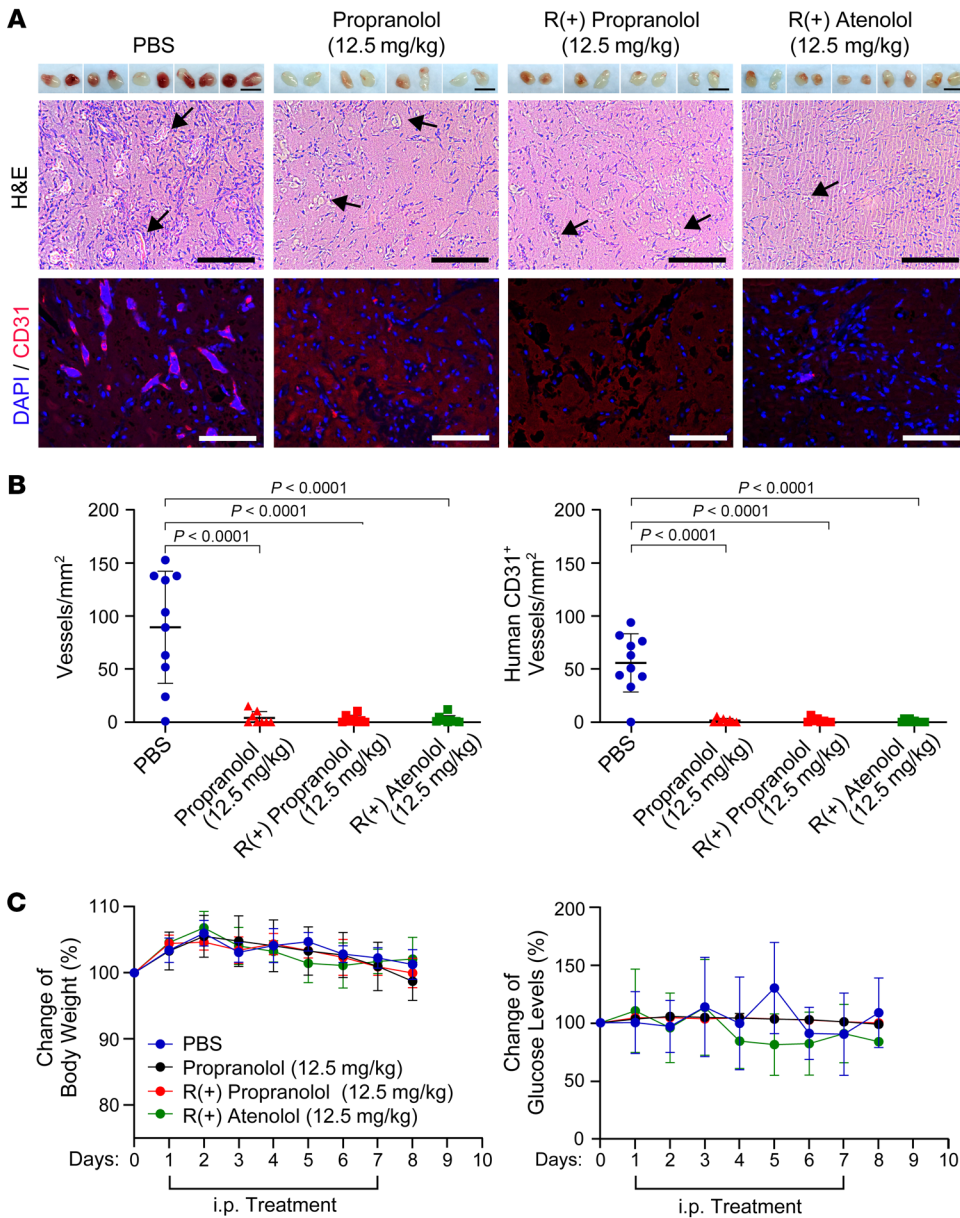 A
PBS
Propranolol
(12.5 mg/kg)
R(+) Propranolol
(12.5 mg/kg)
R(+) Atenolol
(12.5 mg/kg)
H&E
DAPI / CD31
B
Vessels/mm²
200
150
100
50
0
P < 0.0001
P < 0.0001
P < 0.0001
PBS
Propranolol
(12.5 mg/kg)
R(+) Propranolol
(12.5 mg/kg)
R(+) Atenolol
(12.5 mg/kg)
Human CD31⁺
Vessels/mm²
200
150
100
50
0
P < 0.0001
P < 0.0001
P < 0.0001
PBS
Propranolol
(12.5 mg/kg)
R(+) Propranolol
(12.5 mg/kg)
R(+) Atenolol
(12.5 mg/kg)
C
Change of
Body Weight (%)
110
100
90
80
PBS
Propranolol (12.5 mg/kg)
R(+) Propranolol (12.5 mg/kg)
R(+) Atenolol (12.5 mg/kg)
Days: 0 1 2 3 4 5 6 7 8 9 10
i.p. Treatment
Change of
Glucose Levels (%)
200
150
100
50
0
0 1 2 3 4 5 6 7 8 9 10
i.p. Treatment